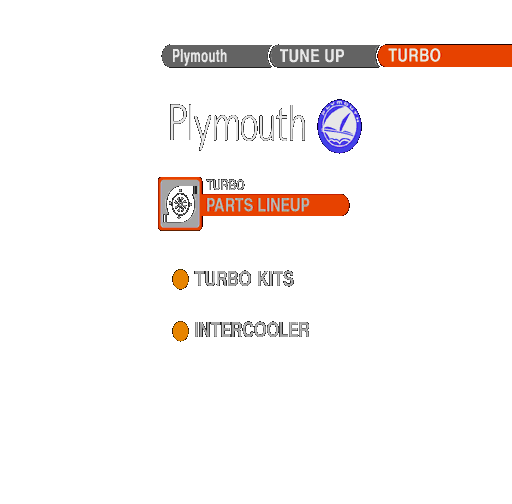 Plymouth TUNE UP TURBO
Plymouth
TURBO
PARTS LINEUP
TURBO KITS
INTERCOOLER